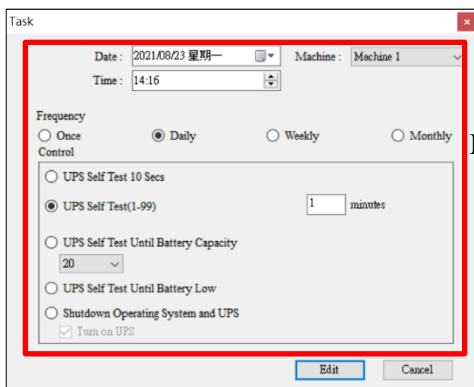 Task
Date : 2021/08/23 星期一 Machine : Machine 1
Time : 14:16
Frequency
Once Daily Weekly Monthly
Control
UPS Self Test 10 Secs
UPS Self Test(1-99) 1 minutes
UPS Self Test Until Battery Capacity
20
UPS Self Test Until Battery Low
Shutdown Operating System and UPS
Turn on UPS
Edit Cancel